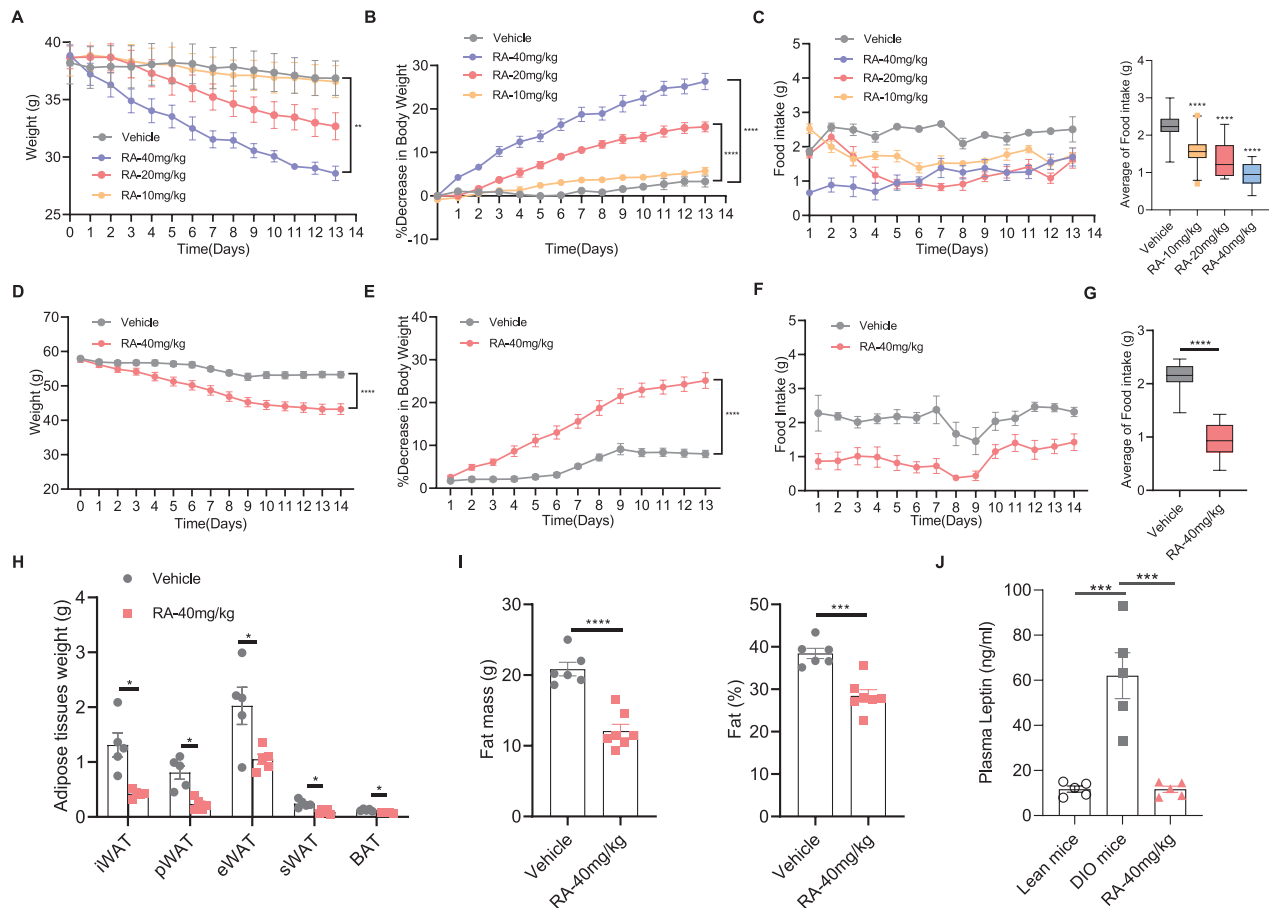 A
40
35
30
25
Weight (g)
Vehicle
RA-40mg/kg
RA-20mg/kg
RA-10mg/kg
**
0 1 2 3 4 5 6 7 8 9 10 11 12 13 14
Time(Days)
B
Vehicle
RA-40mg/kg
RA-20mg/kg
RA-10mg/kg
30
20
10
0
-10
%Decrease in Body Weight
****
****
1 2 3 4 5 6 7 8 9 10 11 12 13 14
Time(Days)
C
Vehicle
RA-40mg/kg
RA-20mg/kg
RA-10mg/kg
5
4
3
2
1
0
Food intake (g)
1 2 3 4 5 6 7 8 9 10 11 12 13 14
Time(Days)
4
3
2
1
0
Average of Food intake (g)
****
****
****
Vehicle
RA-10mg/kg
RA-20mg/kg
RA-40mg/kg
D
Vehicle
RA-40mg/kg
70
60
50
40
30
20
Weight (g)
****
0 1 2 3 4 5 6 7 8 9 10 11 12 13 14
Time(Days)
E
Vehicle
RA-40mg/kg
40
30
20
10
0
%Decrease in Body Weight
****
1 2 3 4 5 6 7 8 9 10 11 12 13
Time(Days)
F
Vehicle
RA-40mg/kg
5
4
3
2
1
0
Food Intake (g)
1 2 3 4 5 6 7 8 9 10 11 12 13 14
Time(Days)
G
3
2
1
0
Average of Food intake (g)
****
Vehicle
RA-40mg/kg
H
Vehicle
RA-40mg/kg
4
3
2
1
0
Adipose tissues weight (g)
*
*
*
*
*
iWAT
pWAT
eWAT
sWAT
BAT
I
30
20
10
0
Fat mass (g)
****
Vehicle
RA-40mg/kg
50
40
30
20
10
0
Fat (%)
***
Vehicle
RA-40mg/kg
J
100
80
60
40
20
0
Plasma Leptin (ng/ml)
***
***
Lean mice
DIO mice
RA-40mg/kg